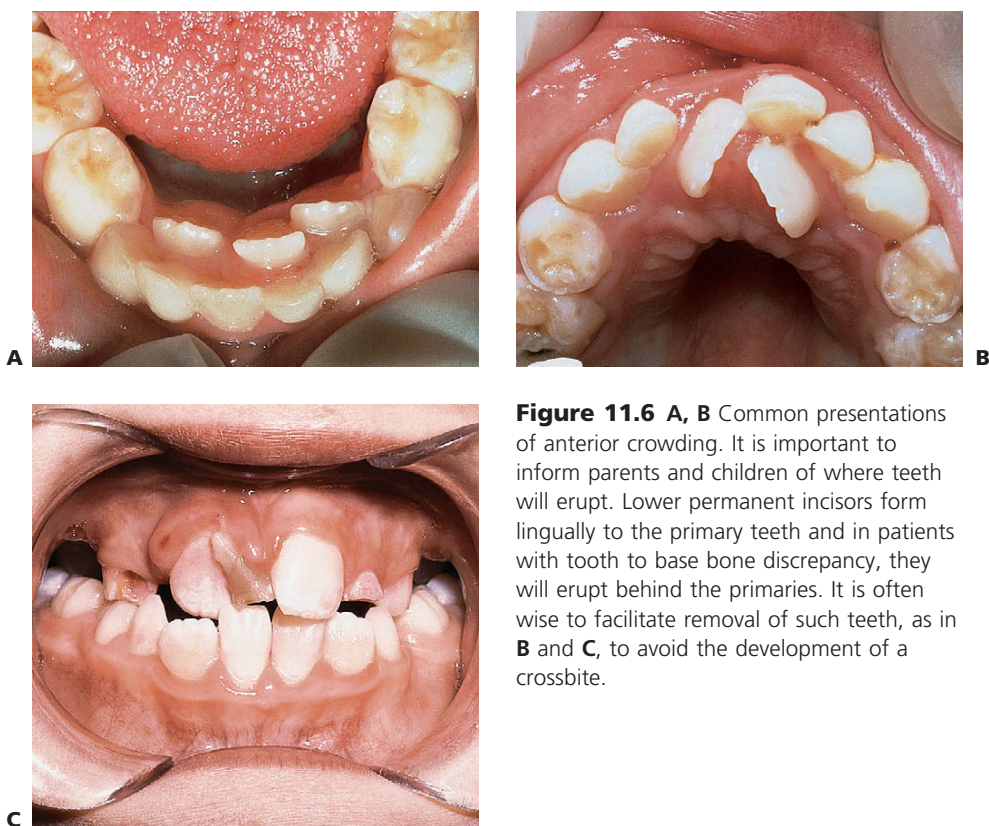 A
B
Figure 11.6 A, B Common presentations
of anterior crowding. It is important to
inform parents and children of where teeth
will erupt. Lower permanent incisors form
lingually to the primary teeth and in patients
with tooth to base bone discrepancy, they
will erupt behind the primaries. It is often
wise to facilitate removal of such teeth, as in
B and C, to avoid the development of a
crossbite.
C